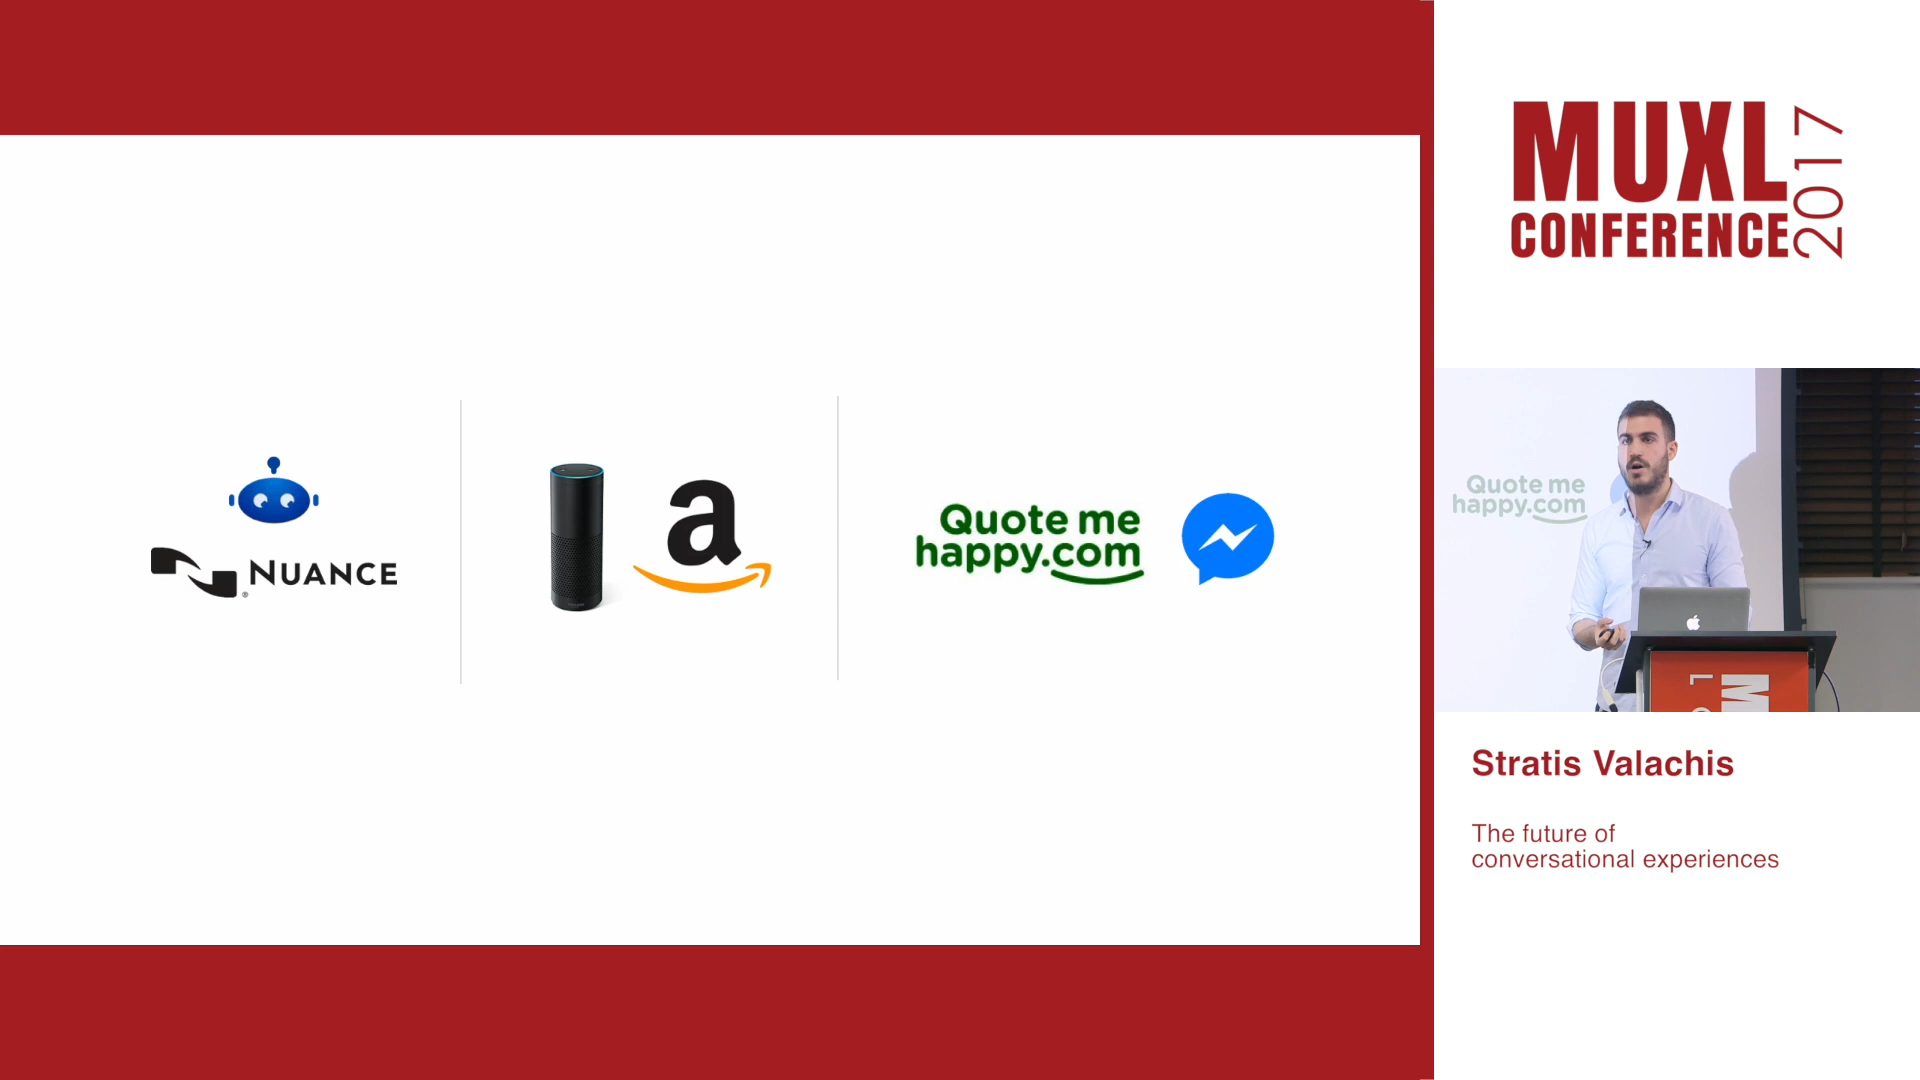 NUANCE
®
a
Quote me
happy.com
MUXL
CONFERENCE
2017
Quote me
happy.com
M
L
Stratis Valachis
The future of
conversational experiences